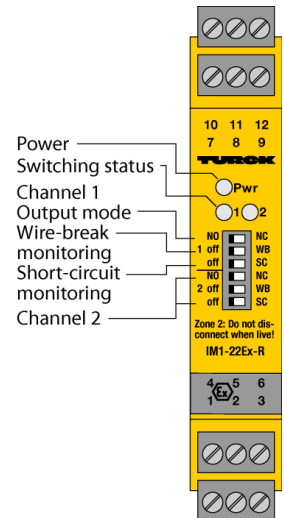 10 11 12
7 8 9
TURCK
Power
Switching status
Pwr
1 2
Channel 1
Output mode
Wire-break
monitoring
Short-circuit
monitoring
Channel 2
NO NC
1 off WB
off SC
NO NC
2 off WB
off SC
Zone 2: Do not dis-
connect when live!
IM1-22Ex-R
4 Ex 5 6
1 2 3